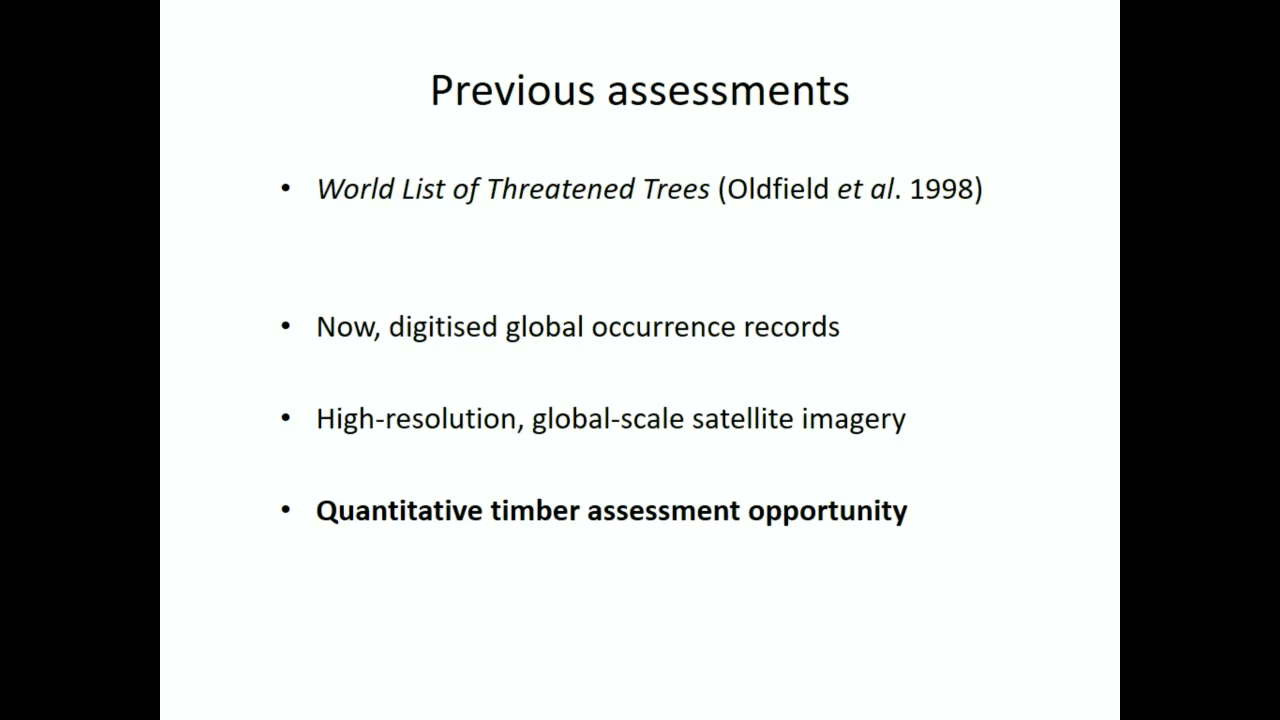 Previous assessments
• World List of Threatened Trees (Oldfield et al. 1998)
• Now, digitised global occurrence records
• High-resolution, global-scale satellite imagery
• Quantitative timber assessment opportunity